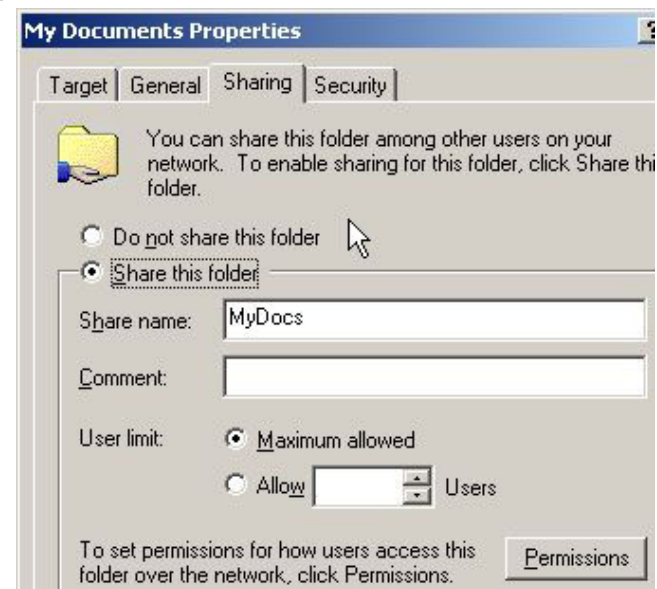 My Documents Properties
Target General Sharing Security
You can share this folder among other users on your
network. To enable sharing for this folder, click Share thi
folder.
Do not share this folder
Share this folder
Share name: MyDocs
Comment:
User limit: Maximum allowed
Allow Users
To set permissions for how users access this
folder over the network, click Permissions.
Permissions